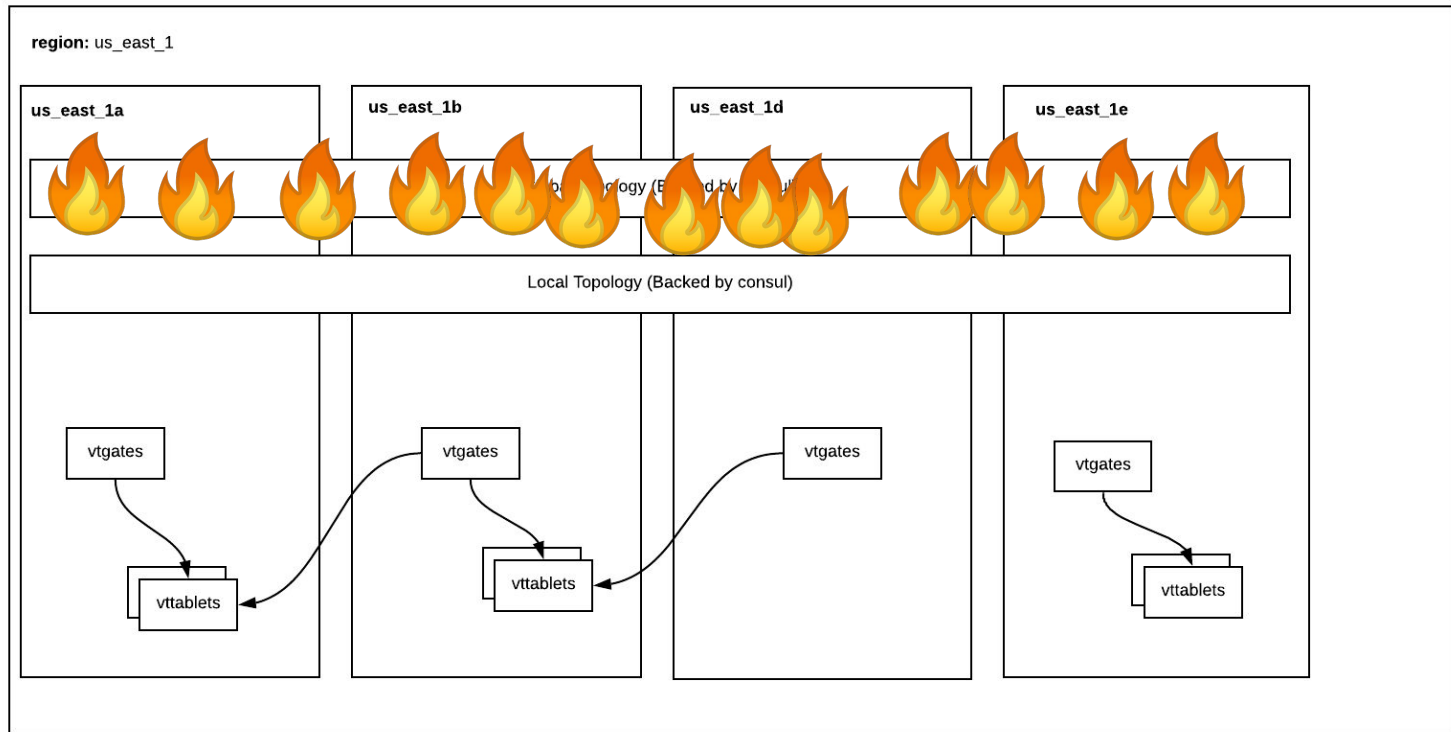 region: us_east_1
us_east_1a
us_east_1b
us_east_1d
us_east_1e
Local Topology (Backed by consul)
vtgates
vtgates
vtgates
vtgates
vttablets
vttablets
vttablets